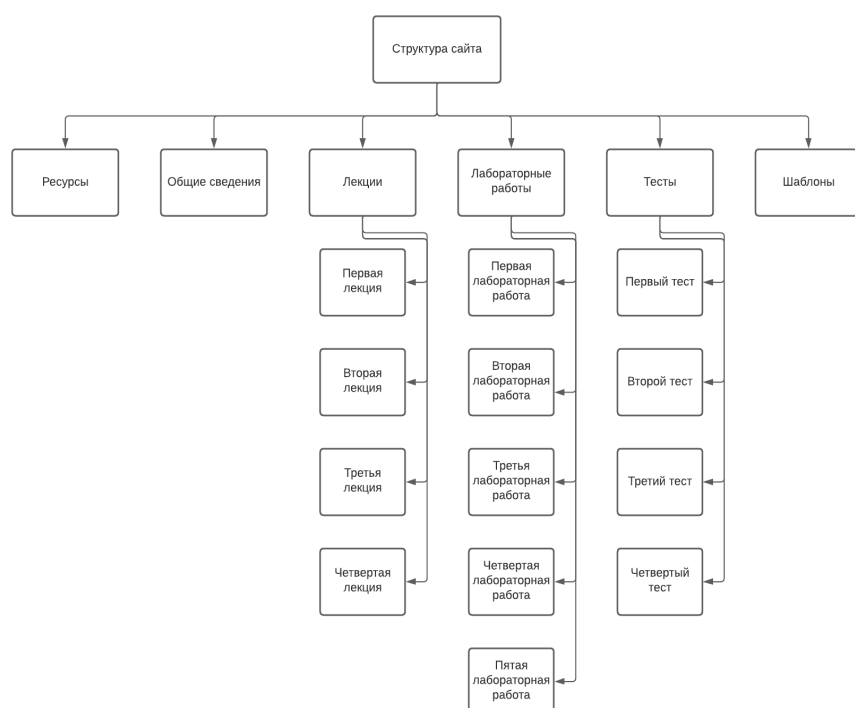 Структура сайта
Ресурсы
Общие сведения
Лекции
Лабораторные
работы
Тесты
Шаблоны
Первая
лекция
Первая
лабораторная
работа
Первый тест
Вторая
лекция
Вторая
лабораторная
работа
Второй тест
Третья
лекция
Третья
лабораторная
работа
Третий тест
Четвертая
лекция
Четвертая
лабораторная
работа
Четвертый
тест
Пятая
лабораторная
работа